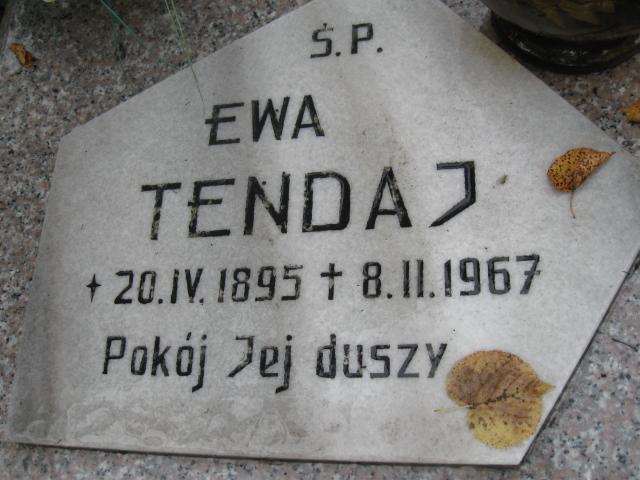 Ś.P.
EWA
TENDAJ
20.IV.1895 † 8.II.1967
Pokój Jej duszy